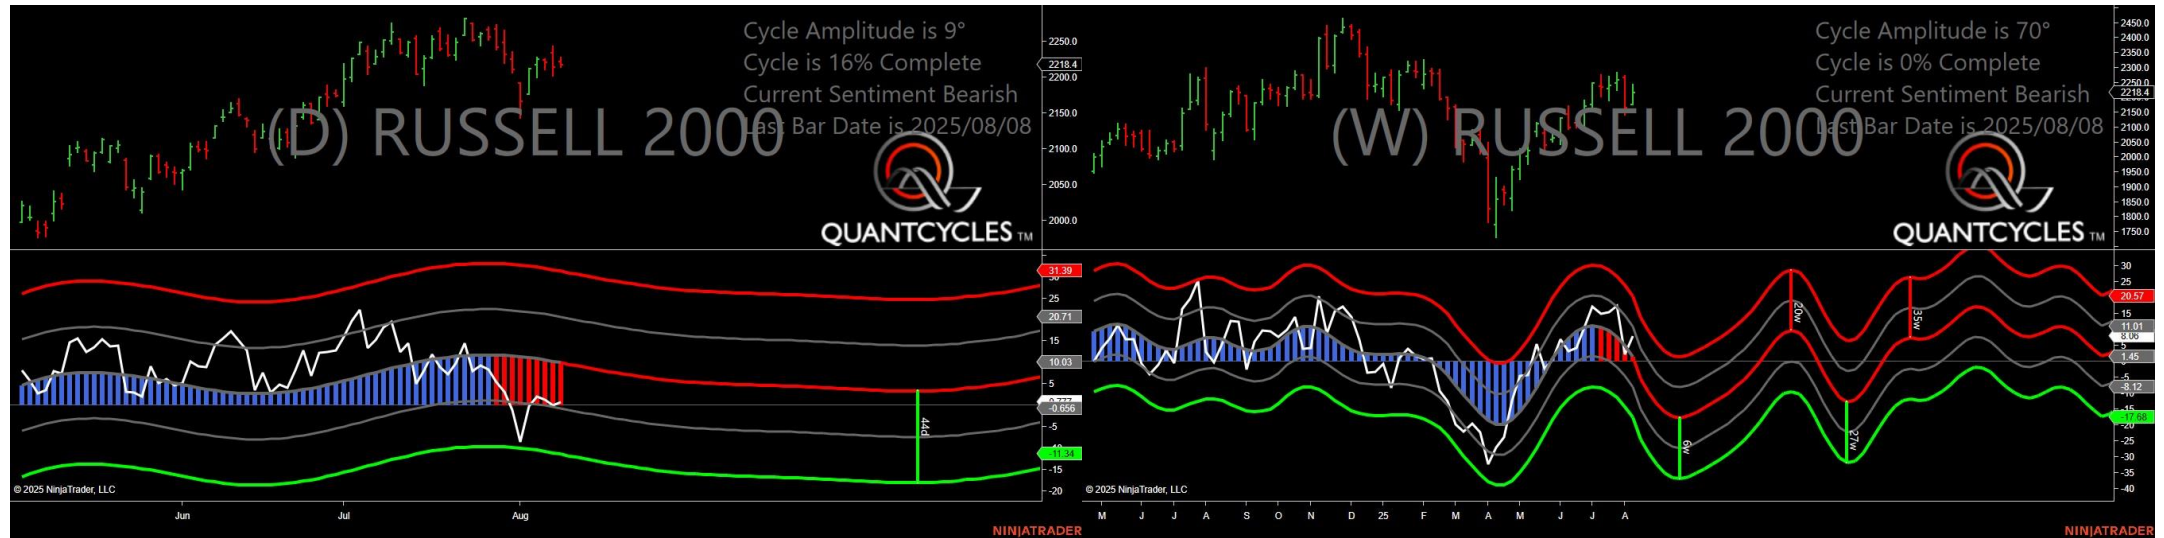 Cycle Amplitude is 9°
Cycle is 16% Complete
Current Sentiment Bearish
Last Bar Date is 2025/08/08
(D) RUSSELL 2000
QUANTCYCLES TM
2250.0
2218.4
2200.0
2150.0
2100.0
2050.0
2000.0
31.39
25
20.71
15
10.03
5
-0.656
-5
-11.34
-15
-20
44d
© 2025 NinjaTrader, LLC
Jun
Jul
Aug
NINJATRADER
Cycle Amplitude is 70°
Cycle is 0% Complete
Current Sentiment Bearish
Last Bar Date is 2025/08/08
(W) RUSSELL 2000
QUANTCYCLES TM
2450.0
2400.0
2350.0
2300.0
2250.0
2218.4
2150.0
2100.0
2050.0
2000.0
1950.0
1900.0
1850.0
1800.0
1750.0
30
20.57
15
11.01
8.06
5
1.45
-5
-8.12
-17.68
-25
-30
-35
-40
6w
20w
27w
35w
© 2025 NinjaTrader, LLC
M J J A S O N D 25 F M A M J J A
NINJATRADER